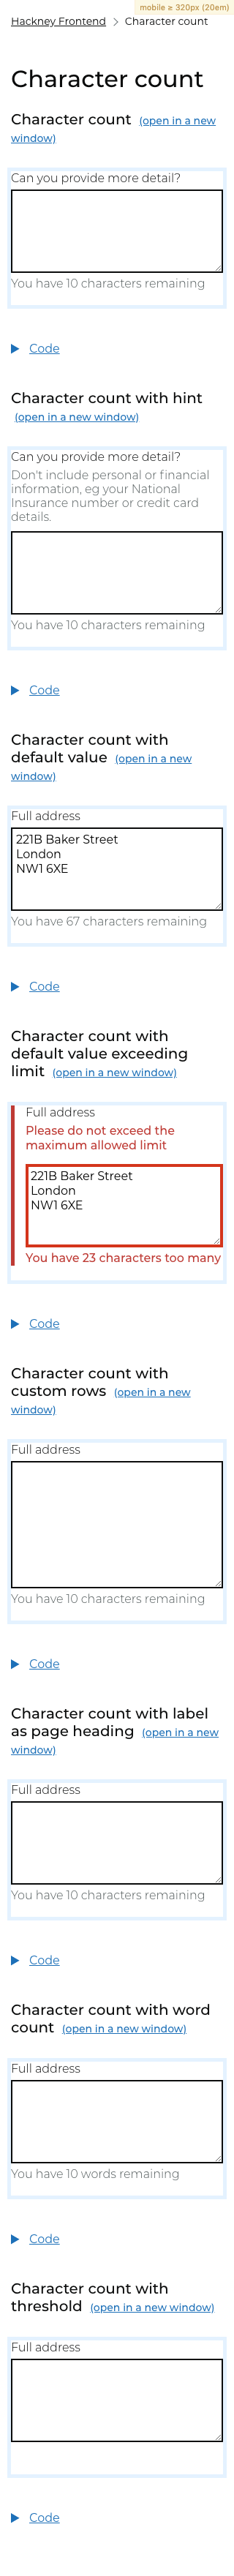 mobile ≥ 320px (20em)
Hackney Frontend > Character count
Character count
Character count (open in a new
window)
Can you provide more detail?
You have 10 characters remaining
Code
Character count with hint
(open in a new window)
Can you provide more detail?
Don't include personal or financial
information, eg your National
Insurance number or credit card
details.
You have 10 characters remaining
Code
Character count with
default value (open in a new
window)
Full address
221B Baker Street
London
NW1 6XE
You have 67 characters remaining
Code
Character count with
default value exceeding
limit (open in a new window)
Full address
Please do not exceed the
maximum allowed limit
221B Baker Street
London
NW1 6XE
You have 23 characters too many
Code
Character count with
custom rows (open in a new
window)
Full address
You have 10 characters remaining
Code
Character count with label
as page heading (open in a new
window)
Full address
You have 10 characters remaining
Code
Character count with word
count (open in a new window)
Full address
You have 10 words remaining
Code
Character count with
threshold (open in a new window)
Full address
Code